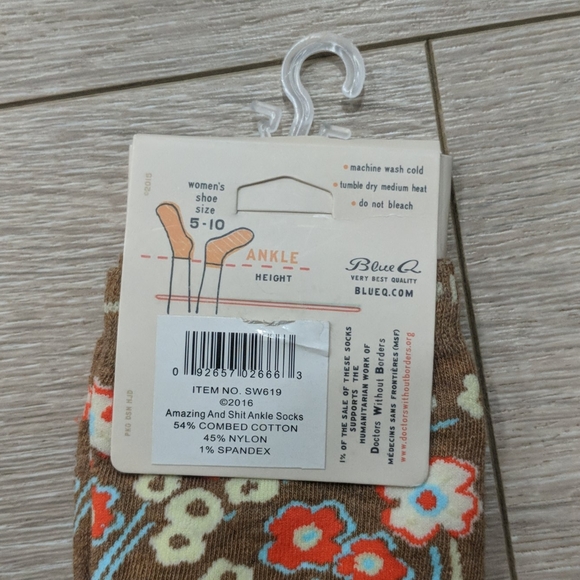 ©2015
women's
shoe
size
5-10
• machine wash cold
• tumble dry medium heat
• do not bleach
ANKLE
HEIGHT
Blue Q
VERY BEST QUALITY
BLUEQ.COM
0 92657 02666 3
ITEM NO. SW619
©2016
Amazing And Shit Ankle Socks
54% COMBED COTTON
45% NYLON
1% SPANDEX
1% OF THE SALE OF THESE SOCKS
SUPPORTS THE
HUMANITARIAN WORK OF
Doctors Without Borders
MÉDECINS SANS FRONTIÈRES (MSF)
www.doctorswithoutborders.org